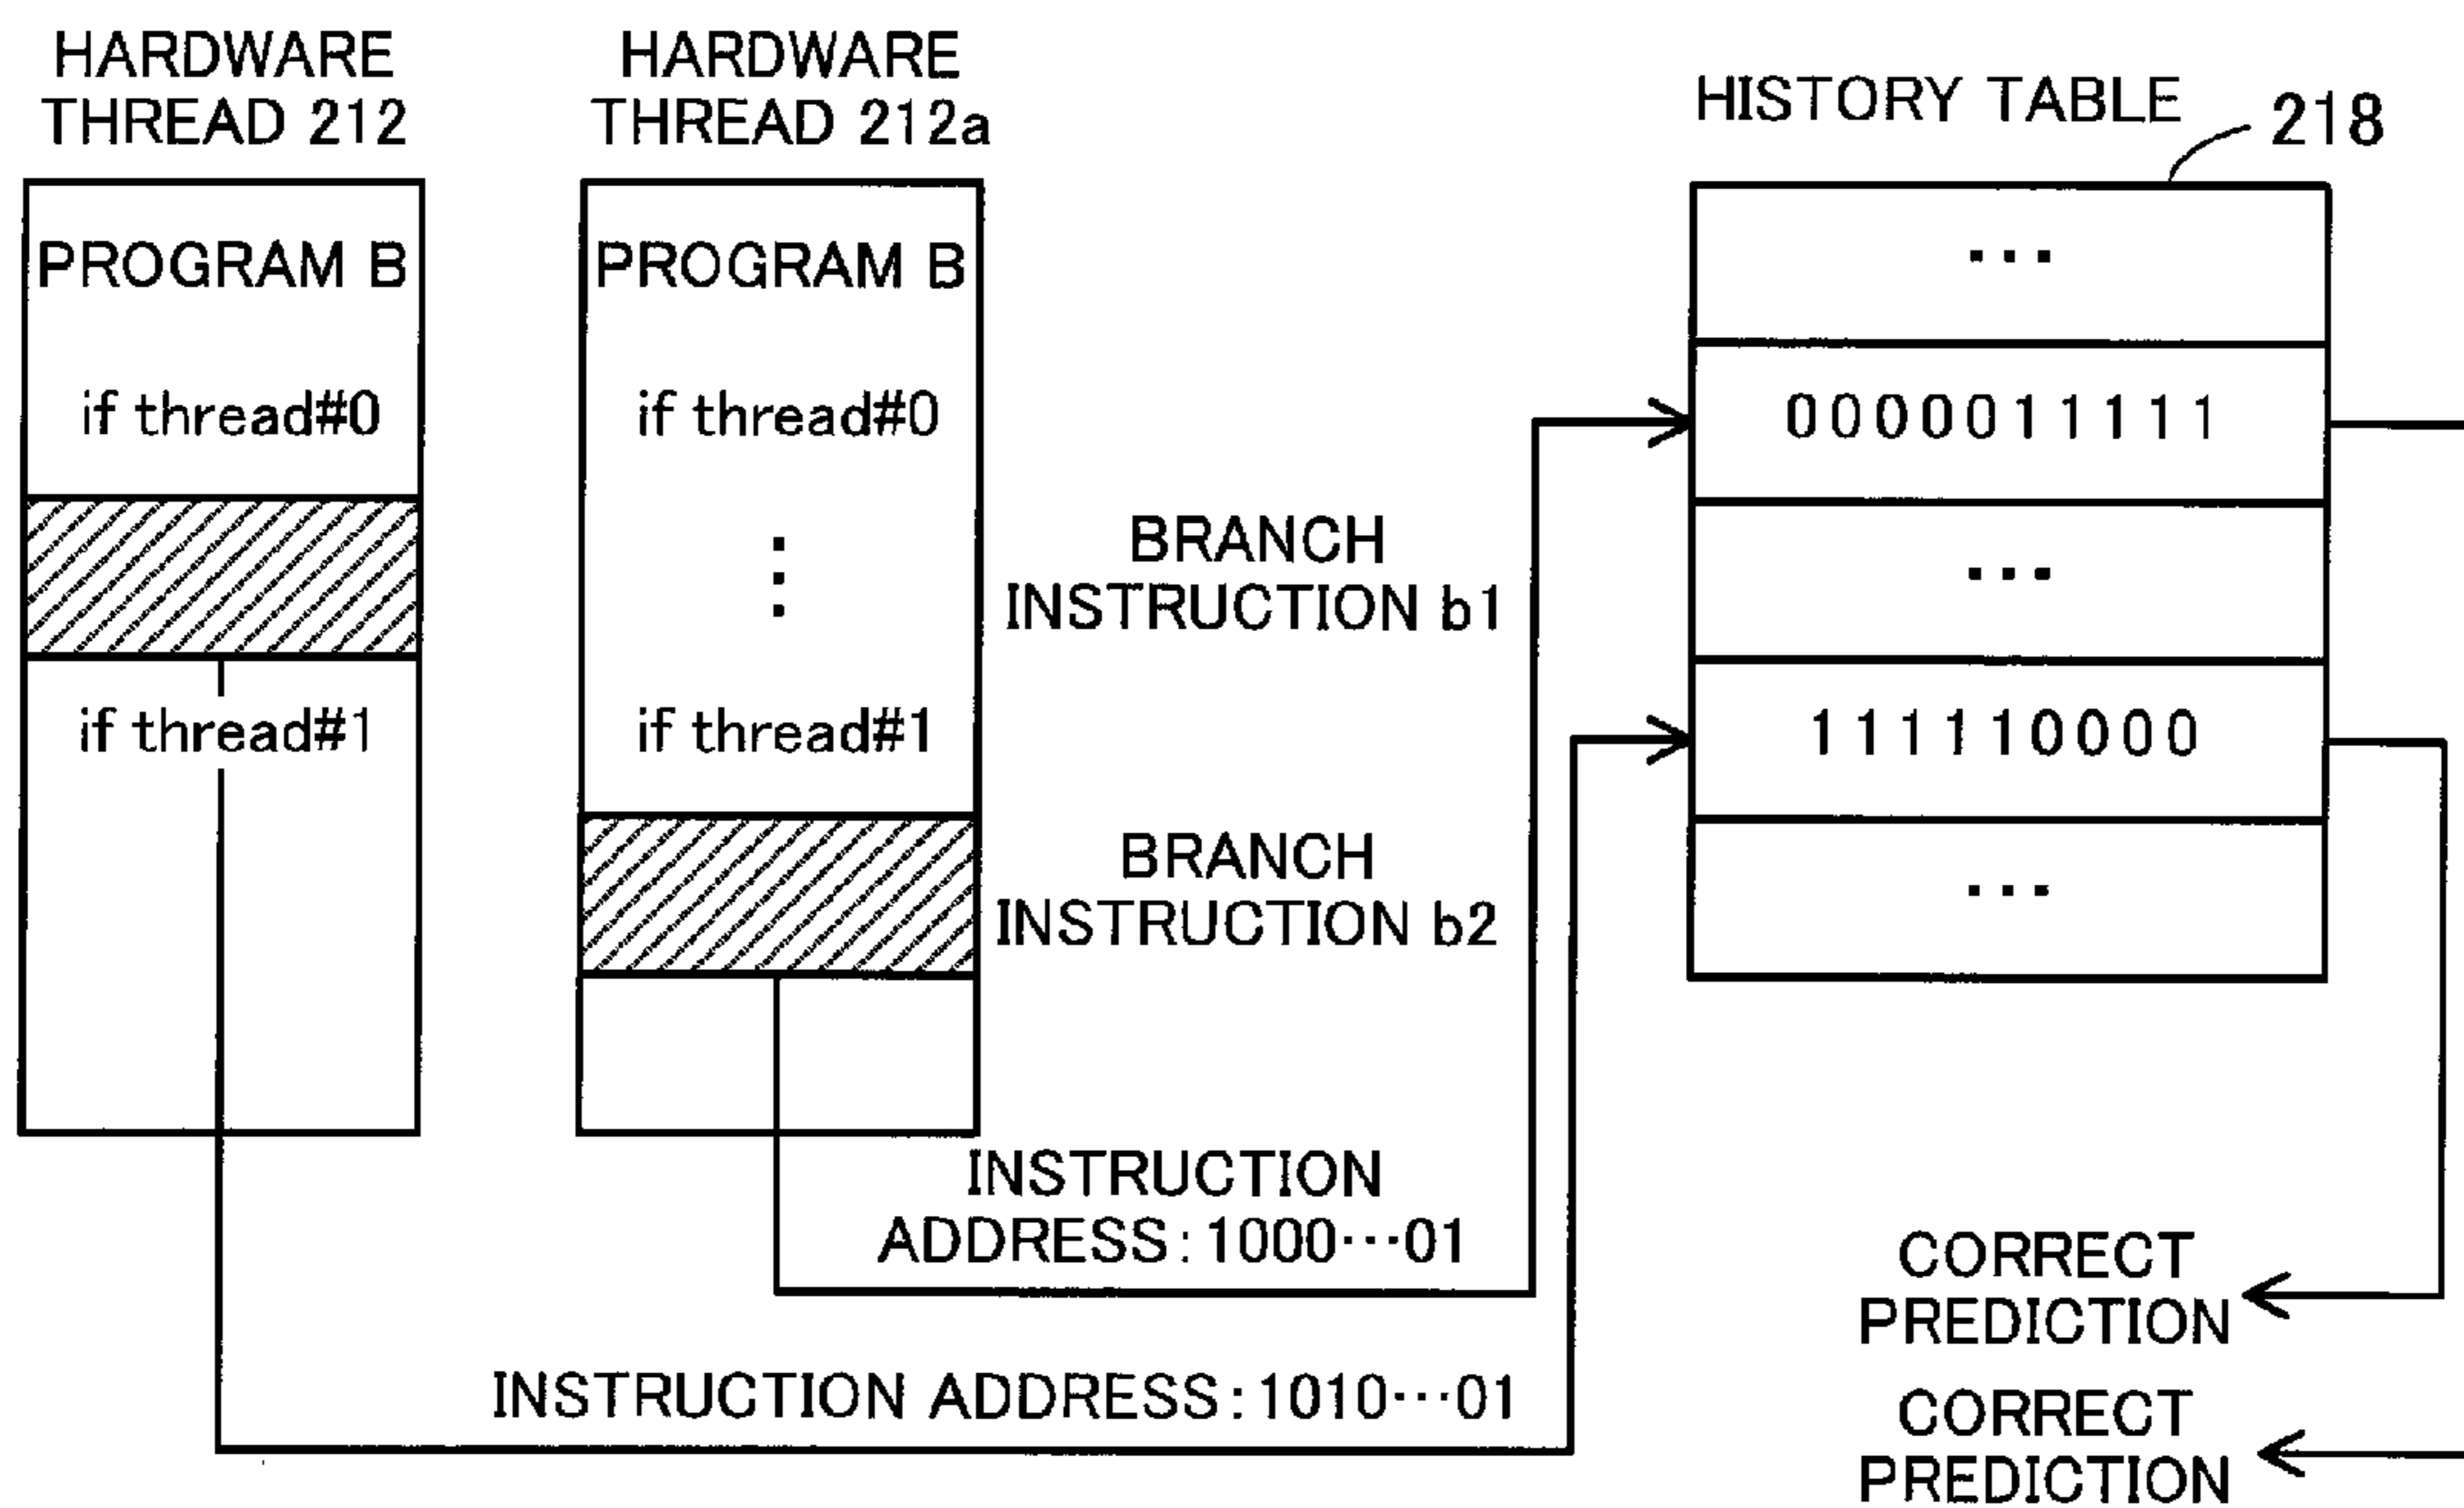 HARDWARE
THREAD 212
HARDWARE
THREAD 212a
HISTORY TABLE
218
PROGRAM B
if thread#0
if thread#1
PROGRAM B
if thread#0
⋮
if thread#1
BRANCH
INSTRUCTION b1
BRANCH
INSTRUCTION b2
...
0000011111
...
111110000
...
INSTRUCTION
ADDRESS:1000···01
INSTRUCTION ADDRESS:1010···01
CORRECT
PREDICTION
CORRECT
PREDICTION